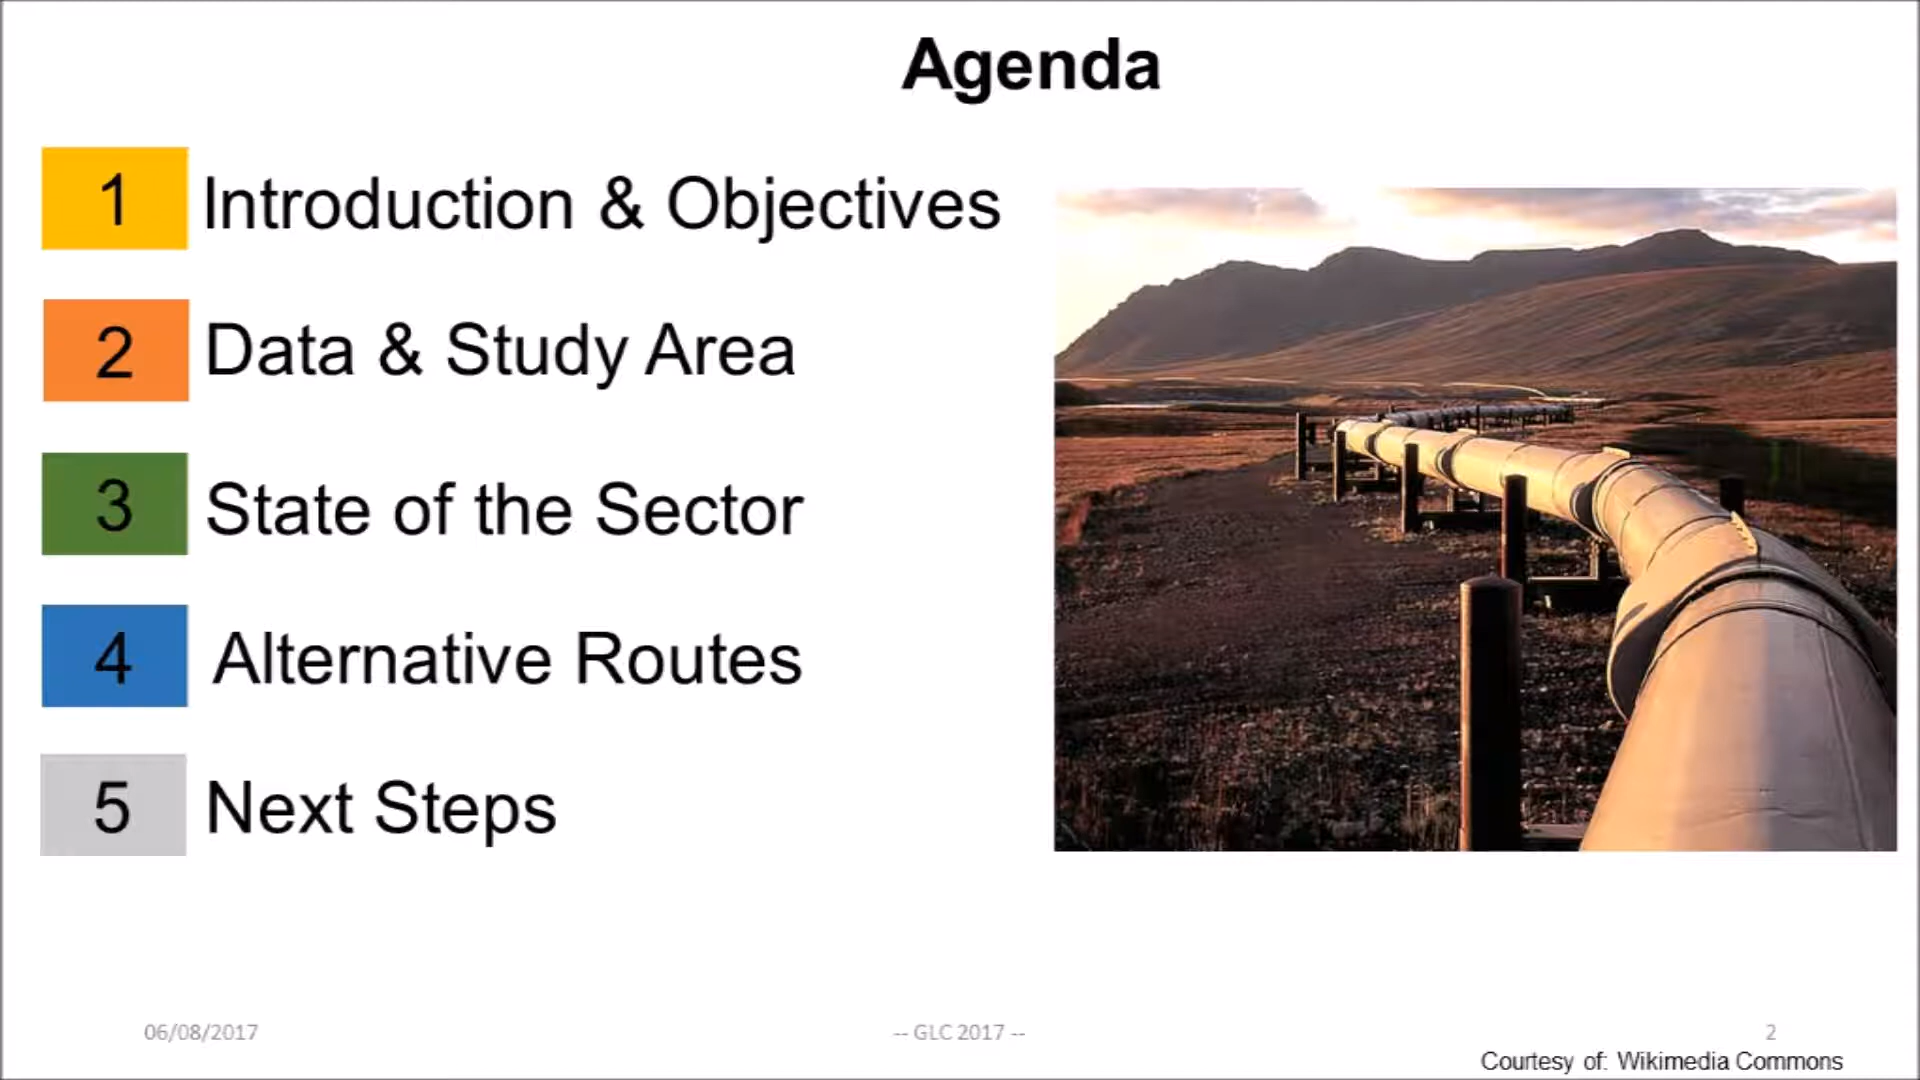 Agenda
1 Introduction & Objectives
2 Data & Study Area
3 State of the Sector
4 Alternative Routes
5 Next Steps
06/08/2017 -- GLC 2017 -- 2
Courtesy of: Wikimedia Commons